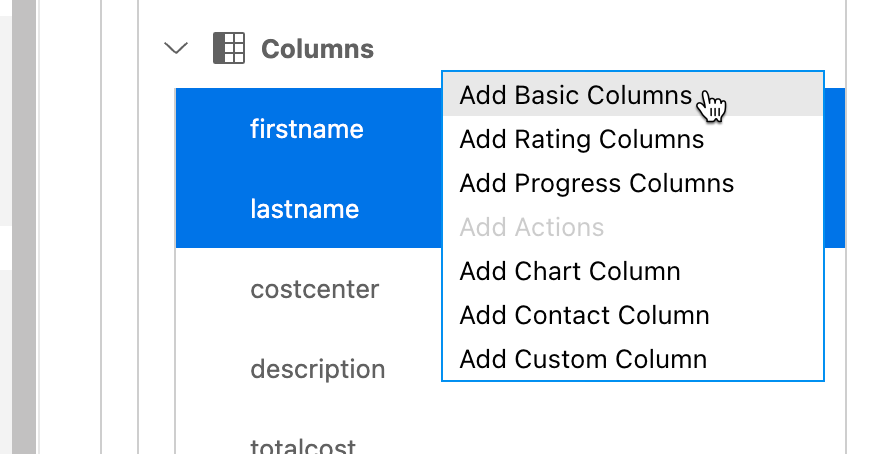 Columns
firstname
lastname
costcenter
description
totalcost
Add Basic Columns
Add Rating Columns
Add Progress Columns
Add Actions
Add Chart Column
Add Contact Column
Add Custom Column